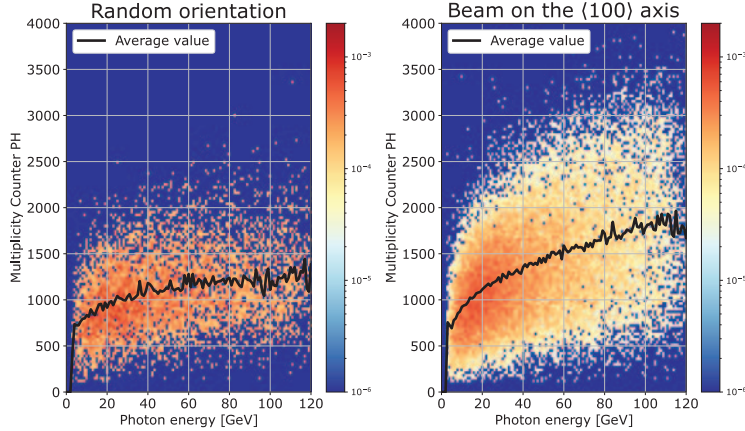 Random orientation
Average value
Multiplicity Counter PH
4000
3500
3000
2500
2000
1500
1000
500
0
0 20 40 60 80 100 120
Photon energy [GeV]
10⁻³
10⁻⁴
10⁻⁵
10⁻⁶
Beam on the ⟨100⟩ axis
Average value
Multiplicity Counter PH
4000
3500
3000
2500
2000
1500
1000
500
0
0 20 40 60 80 100 120
Photon energy [GeV]
10⁻³
10⁻⁴
10⁻⁵
10⁻⁶